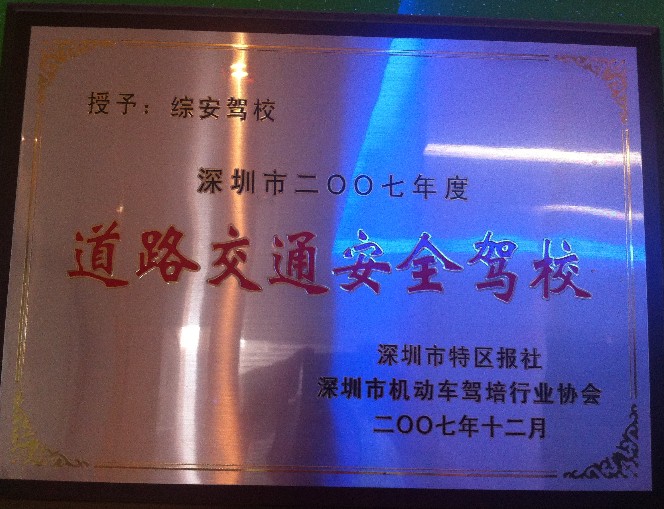 授予：综安驾校
深圳市二〇〇七年度
道路交通安全驾校
深圳市特区报社
深圳市机动车驾培行业协会
二〇〇七年十二月